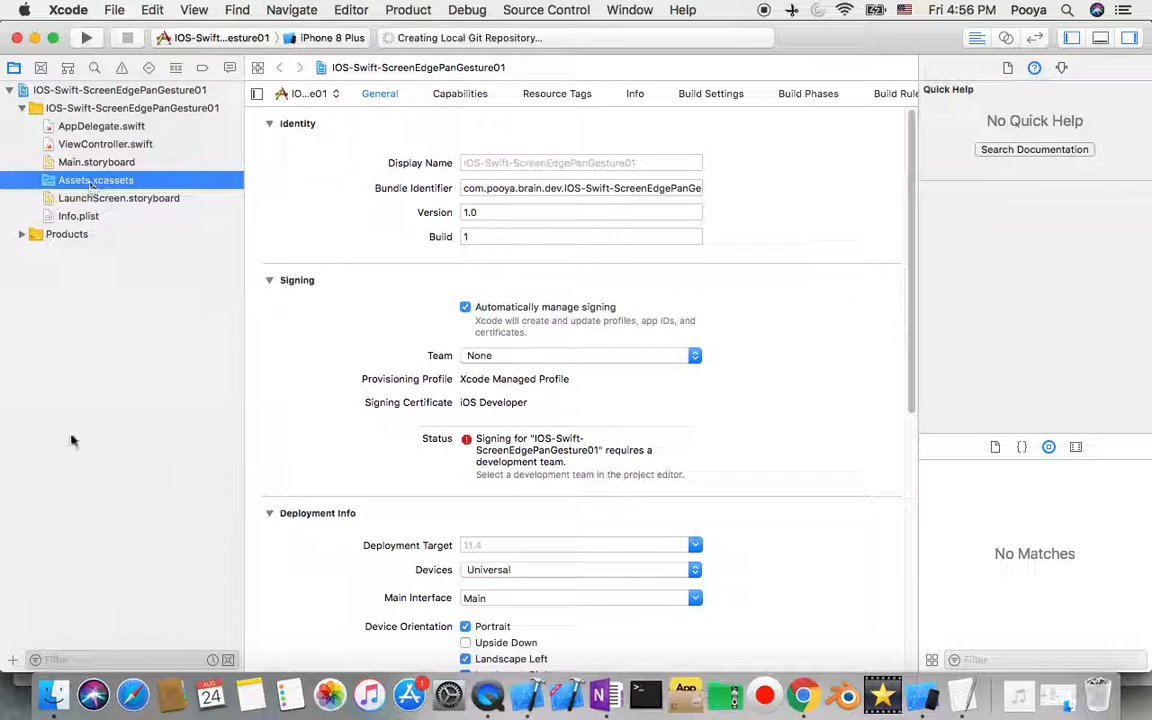 Xcode File Edit View Find Navigate Editor Product Debug Source Control Window Help Fri 4:56 PM Pooya
IOS-Swift...esture01 iPhone 8 Plus Creating Local Git Repository...
IOS-Swift-ScreenEdgePanGesture01
IOS-Swift-ScreenEdgePanGesture01
IOS-Swift-ScreenEdgePanGesture01
AppDelegate.swift
ViewController.swift
Main.storyboard
Assets.xcassets
LaunchScreen.storyboard
Info.plist
Products
Filter
IO...e01 General Capabilities Resource Tags Info Build Settings Build Phases Build Rule
Identity
Display Name IOS-Swift-ScreenEdgePanGesture01
Bundle Identifier com.pooya.brain.dev.IOS-Swift-ScreenEdgePanGe
Version 1.0
Build 1
Signing
Automatically manage signing
Xcode will create and update profiles, app IDs, and
certificates.
Team None
Provisioning Profile Xcode Managed Profile
Signing Certificate iOS Developer
Status Signing for "IOS-Swift-
ScreenEdgePanGesture01" requires a
development team.
Select a development team in the project editor.
Deployment Info
Deployment Target 11.4
Devices Universal
Main Interface Main
Device Orientation Portrait
Upside Down
Landscape Left
Quick Help
No Quick Help
Search Documentation
No Matches
Filter
AUG
24
App
1